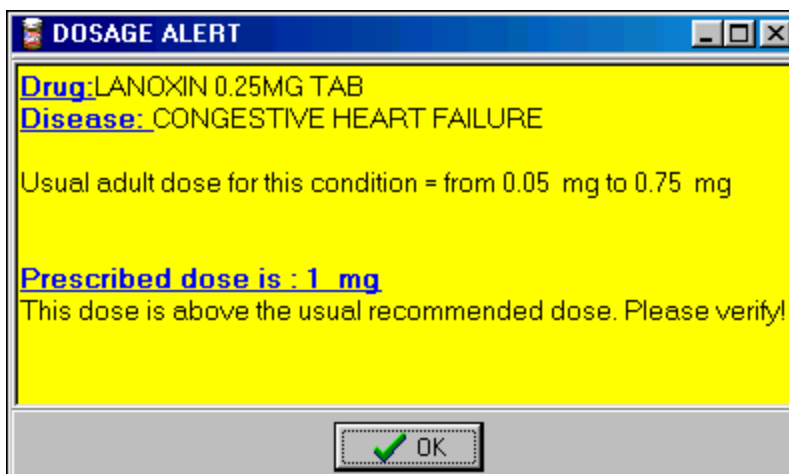 DOSAGE ALERT
Drug:LANOXIN 0.25MG TAB
Disease: CONGESTIVE HEART FAILURE
Usual adult dose for this condition = from 0.05 mg to 0.75 mg
Prescribed dose is : 1 mg
This dose is above the usual recommended dose. Please verify!
OK